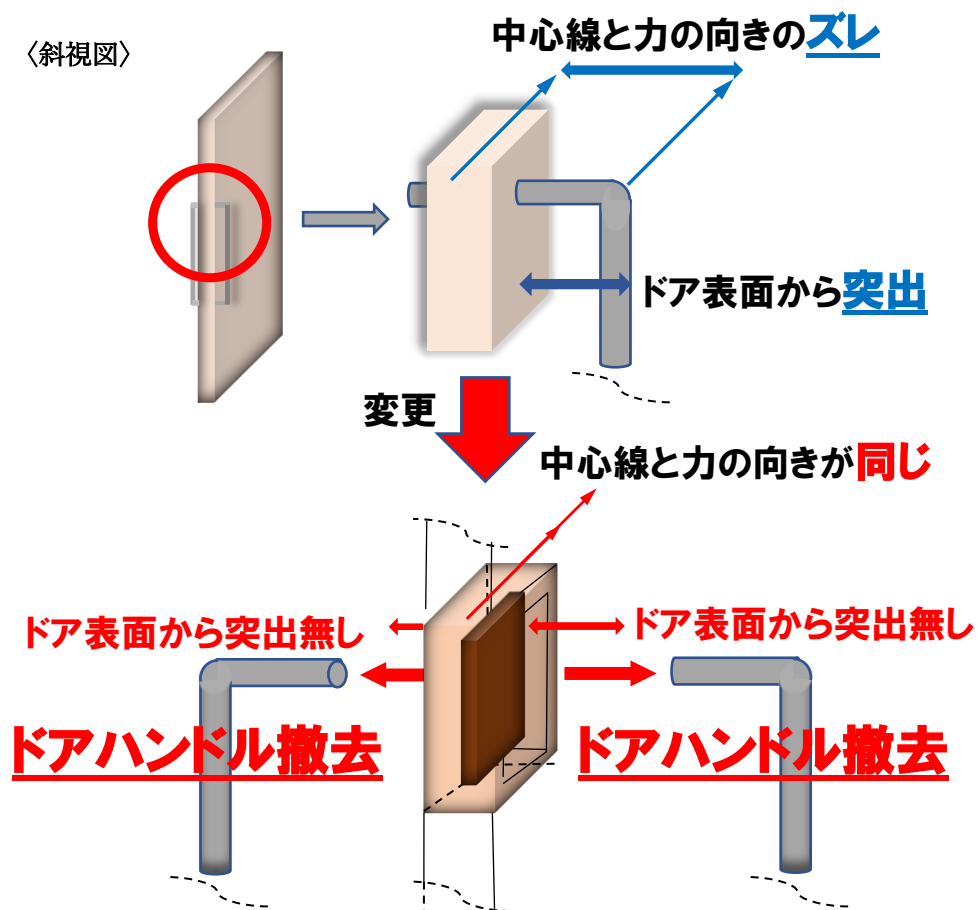 〈斜視図〉
中心線と力の向きのズレ
ドア表面から突出
変更
中心線と力の向きが同じ
ドア表面から突出無し
ドア表面から突出無し
ドアハンドル撤去
ドアハンドル撤去